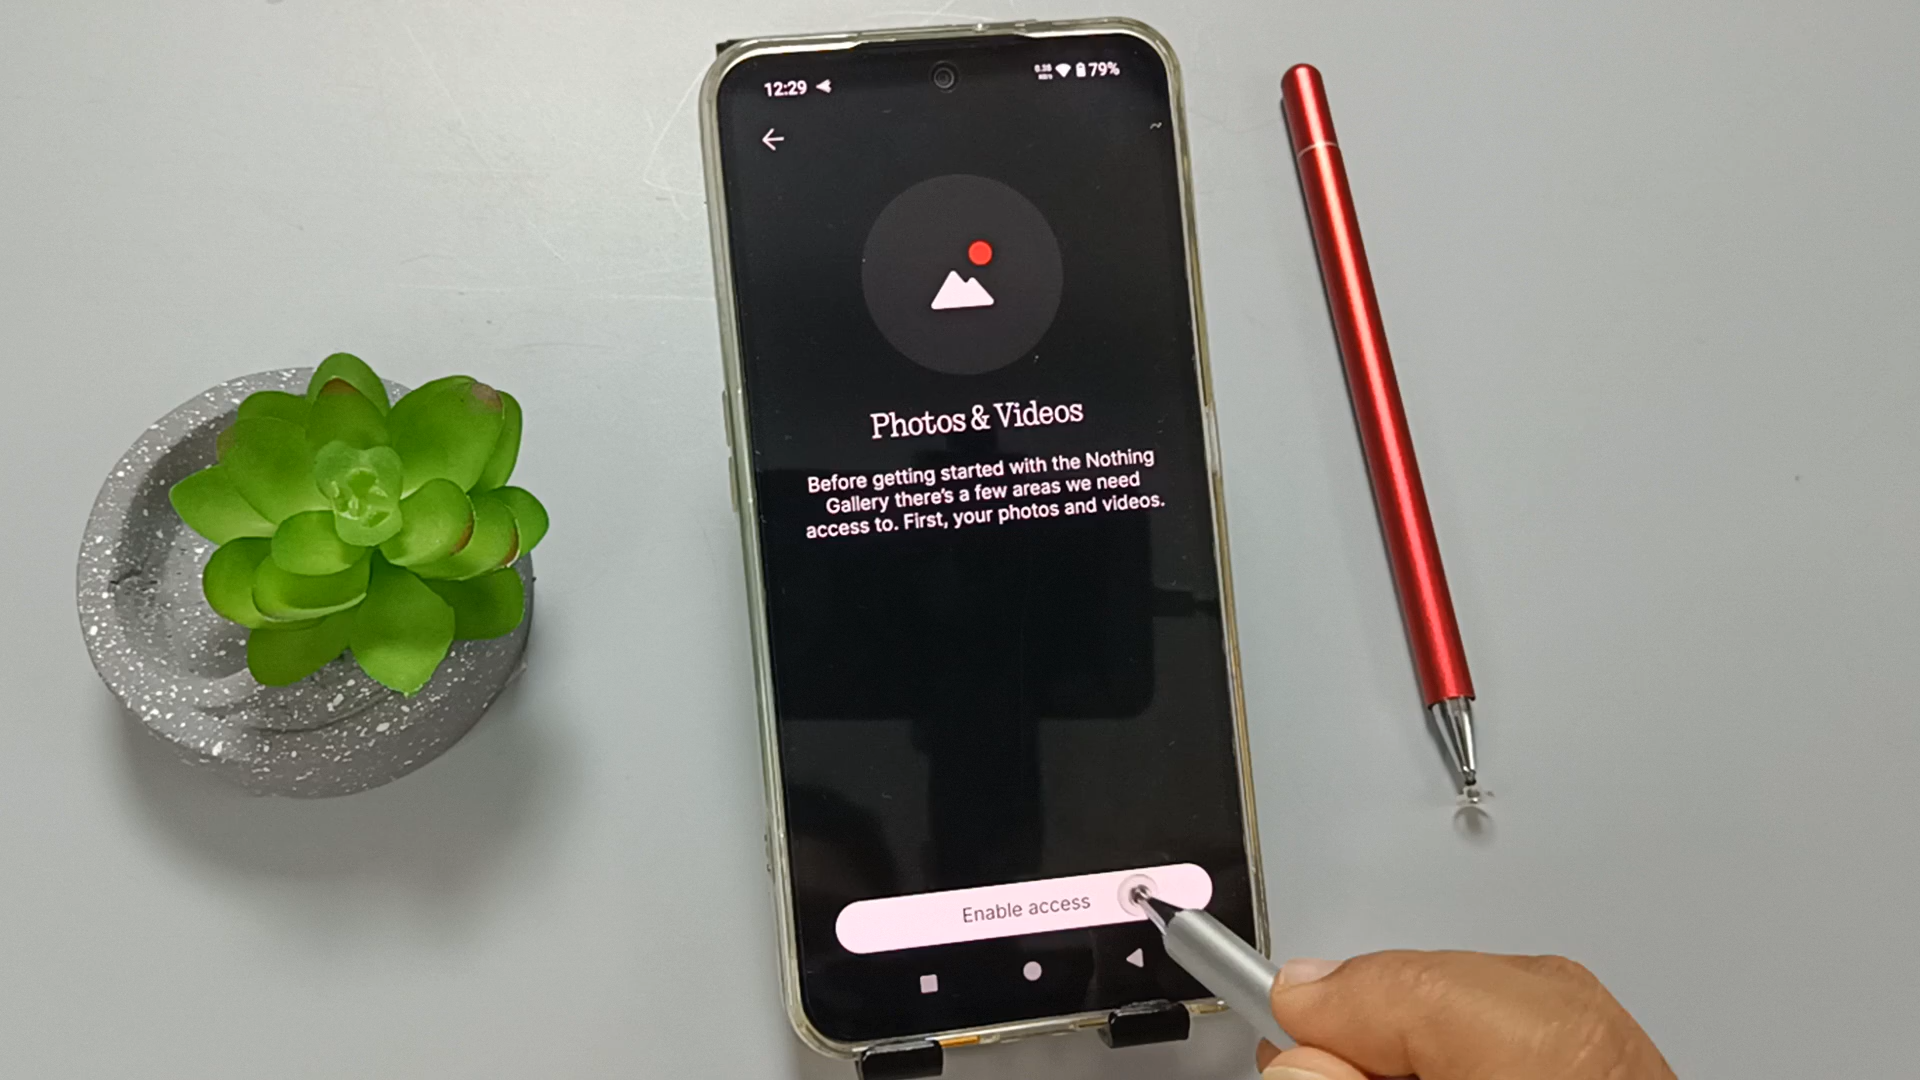 12:29
79%
Photos & Videos
Before getting started with the Nothing
Gallery there's a few areas we need
access to. First, your photos and videos.
Enable access